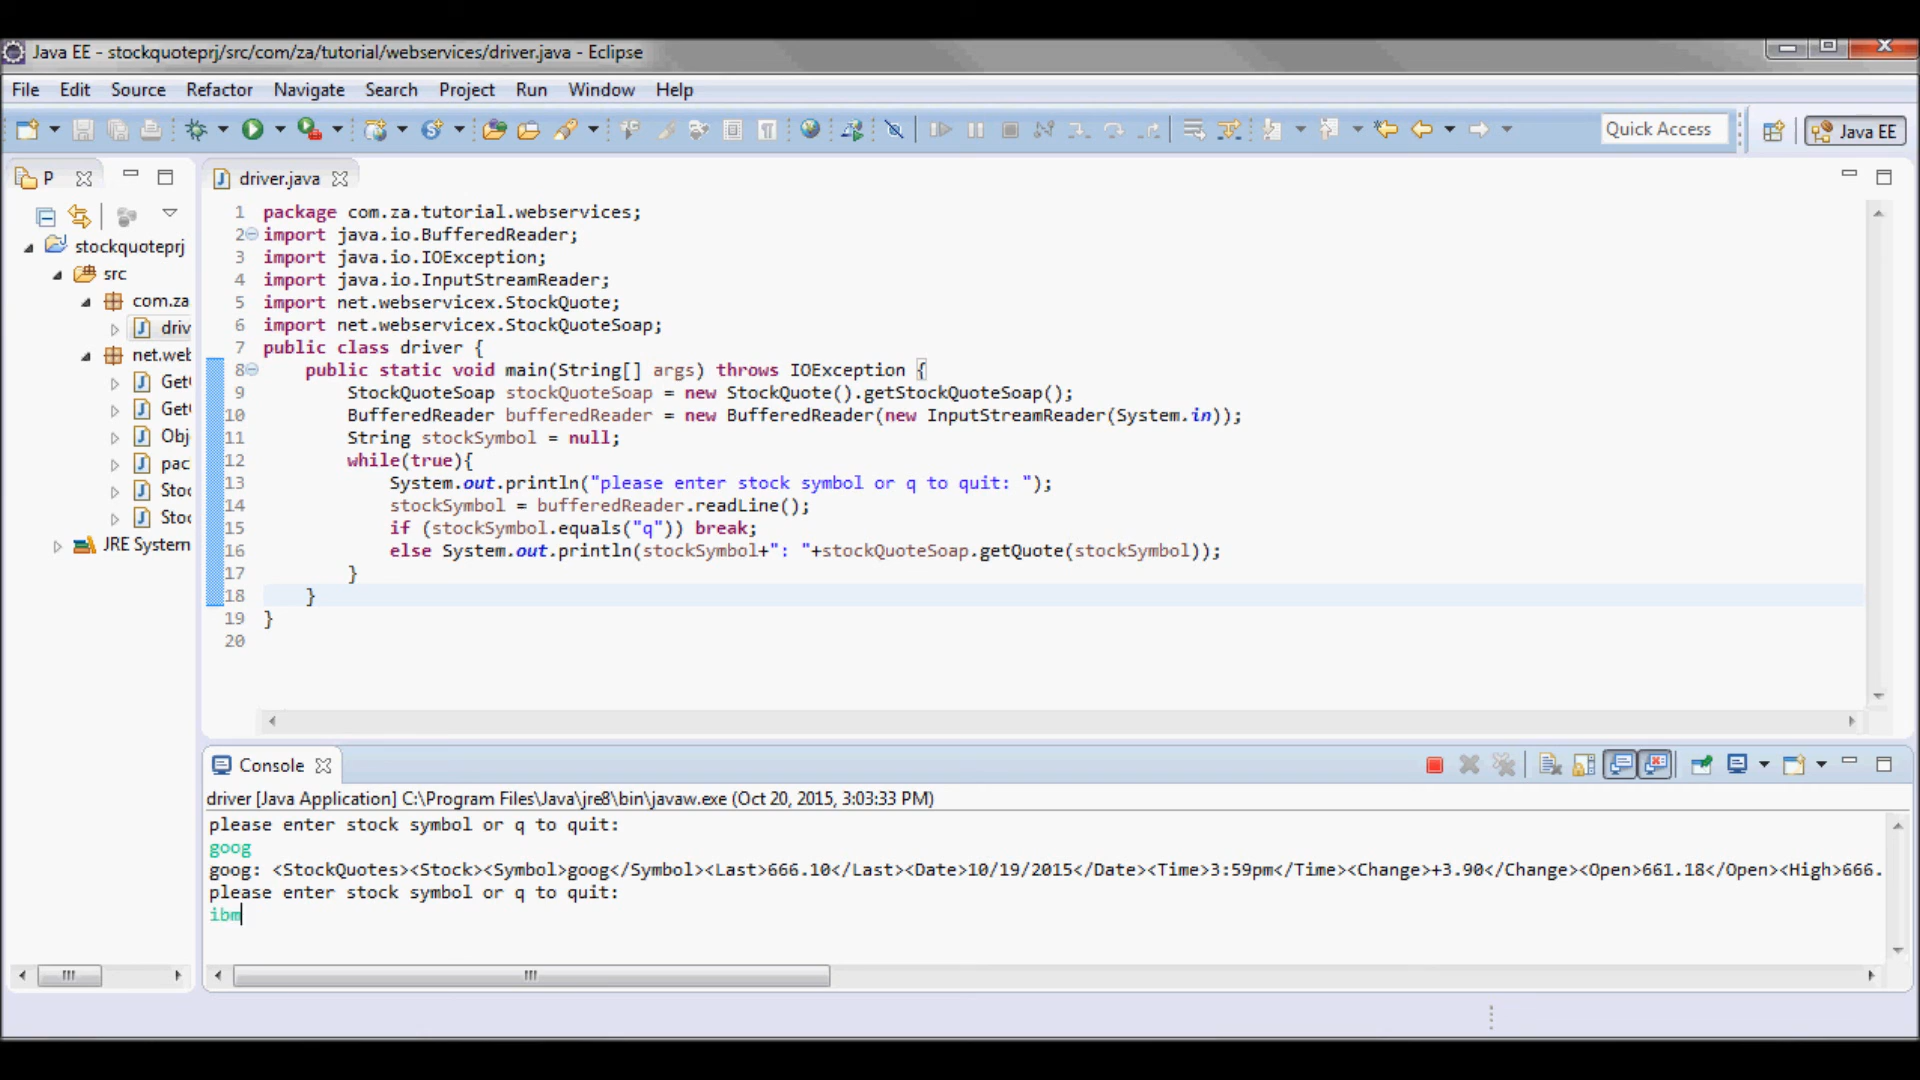 Java EE - stockquoteprj/src/com/za/tutorial/webservices/driver.java - Eclipse
File Edit Source Refactor Navigate Search Project Run Window Help
Quick Access
Java EE
P
stockquoteprj
src
com.za
driv
net.web
Get
Get
Obj
pac
Stoc
Stoc
JRE System
driver.java
1 package com.za.tutorial.webservices;
2 import java.io.BufferedReader;
3 import java.io.IOException;
4 import java.io.InputStreamReader;
5 import net.webservicex.StockQuote;
6 import net.webservicex.StockQuoteSoap;
7 public class driver {
8 public static void main(String[] args) throws IOException {
9 StockQuoteSoap stockQuoteSoap = new StockQuote().getStockQuoteSoap();
10 BufferedReader bufferedReader = new BufferedReader(new InputStreamReader(System.in));
11 String stockSymbol = null;
12 while(true){
13 System.out.println("please enter stock symbol or q to quit: ");
14 stockSymbol = bufferedReader.readLine();
15 if (stockSymbol.equals("q")) break;
16 else System.out.println(stockSymbol+": "+stockQuoteSoap.getQuote(stockSymbol));
17 }
18 }
19 }
20
Console
driver [Java Application] C:\Program Files\Java\jre8\bin\javaw.exe (Oct 20, 2015, 3:03:33 PM)
please enter stock symbol or q to quit:
goog
goog: <StockQuotes><Stock><Symbol>goog</Symbol><Last>666.10</Last><Date>10/19/2015</Date><Time>3:59pm</Time><Change>+3.90</Change><Open>661.18</Open><High>666.
please enter stock symbol or q to quit:
ibm